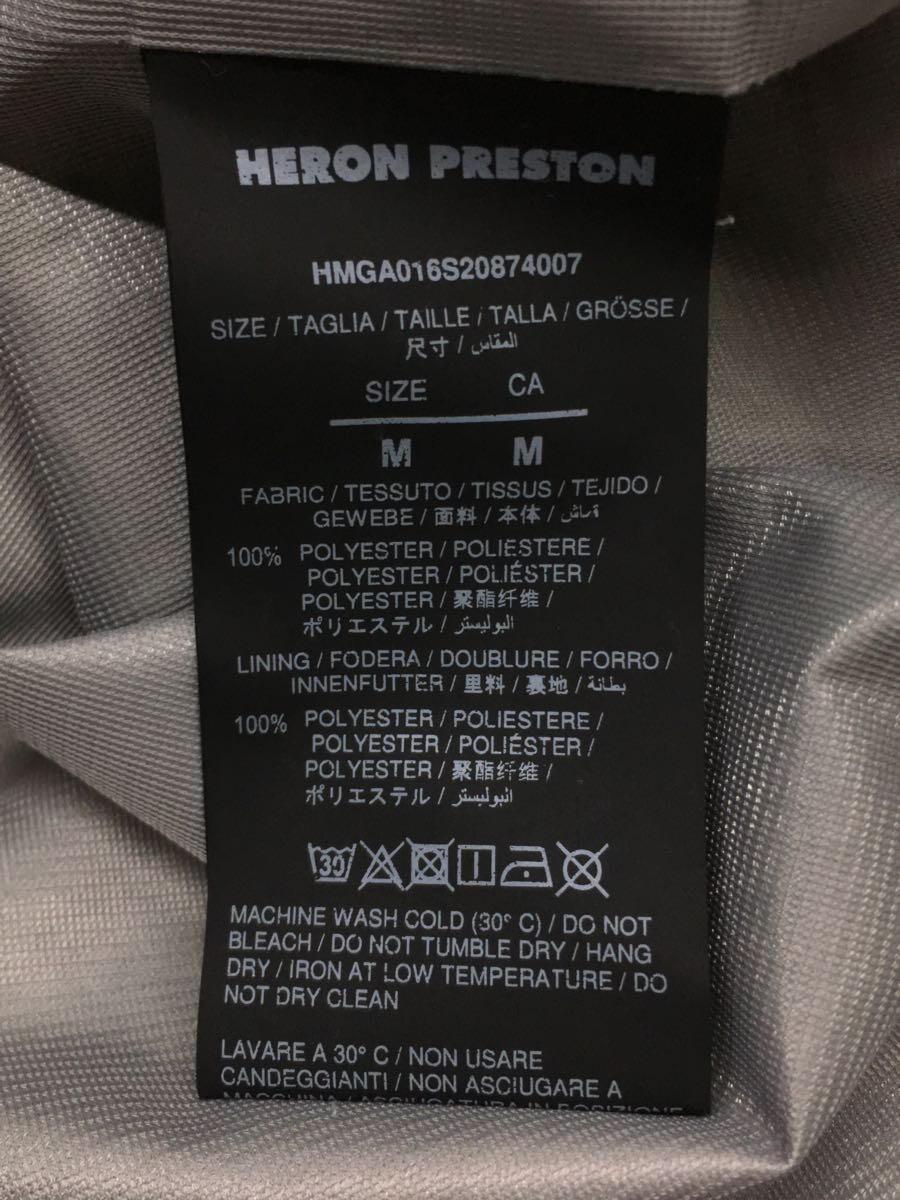 HERON PRESTON
HMGA016S20874007
SIZE / TAGLIA / TAILLE / TALLA / GRÖSSE /
尺寸 / المقاس
SIZE CA
M M
FABRIC / TESSUTO / TISSUS / TEJIDO /
GEWEBE / 面料 / 本体 / قماش
100% POLYESTER / POLIESTERE /
POLYESTER / POLIÉSTER /
POLYESTER / 聚酯纤维 /
ポリエステル / البوليستر
LINING / FODERA / DOUBLURE / FORRO /
INNENFUTTER / 里料 / 裏地 / بطانة
100% POLYESTER / POLIESTERE /
POLYESTER / POLIÉSTER /
POLYESTER / 聚酯纤维 /
ポリエステル / البوليستر
30
MACHINE WASH COLD (30° C) / DO NOT
BLEACH / DO NOT TUMBLE DRY / HANG
DRY / IRON AT LOW TEMPERATURE / DO
NOT DRY CLEAN
LAVARE A 30° C / NON USARE
CANDEGGIANTI / NON ASCIUGARE A
MACCHINA / ASCIUGATURA IN POSIZIONE